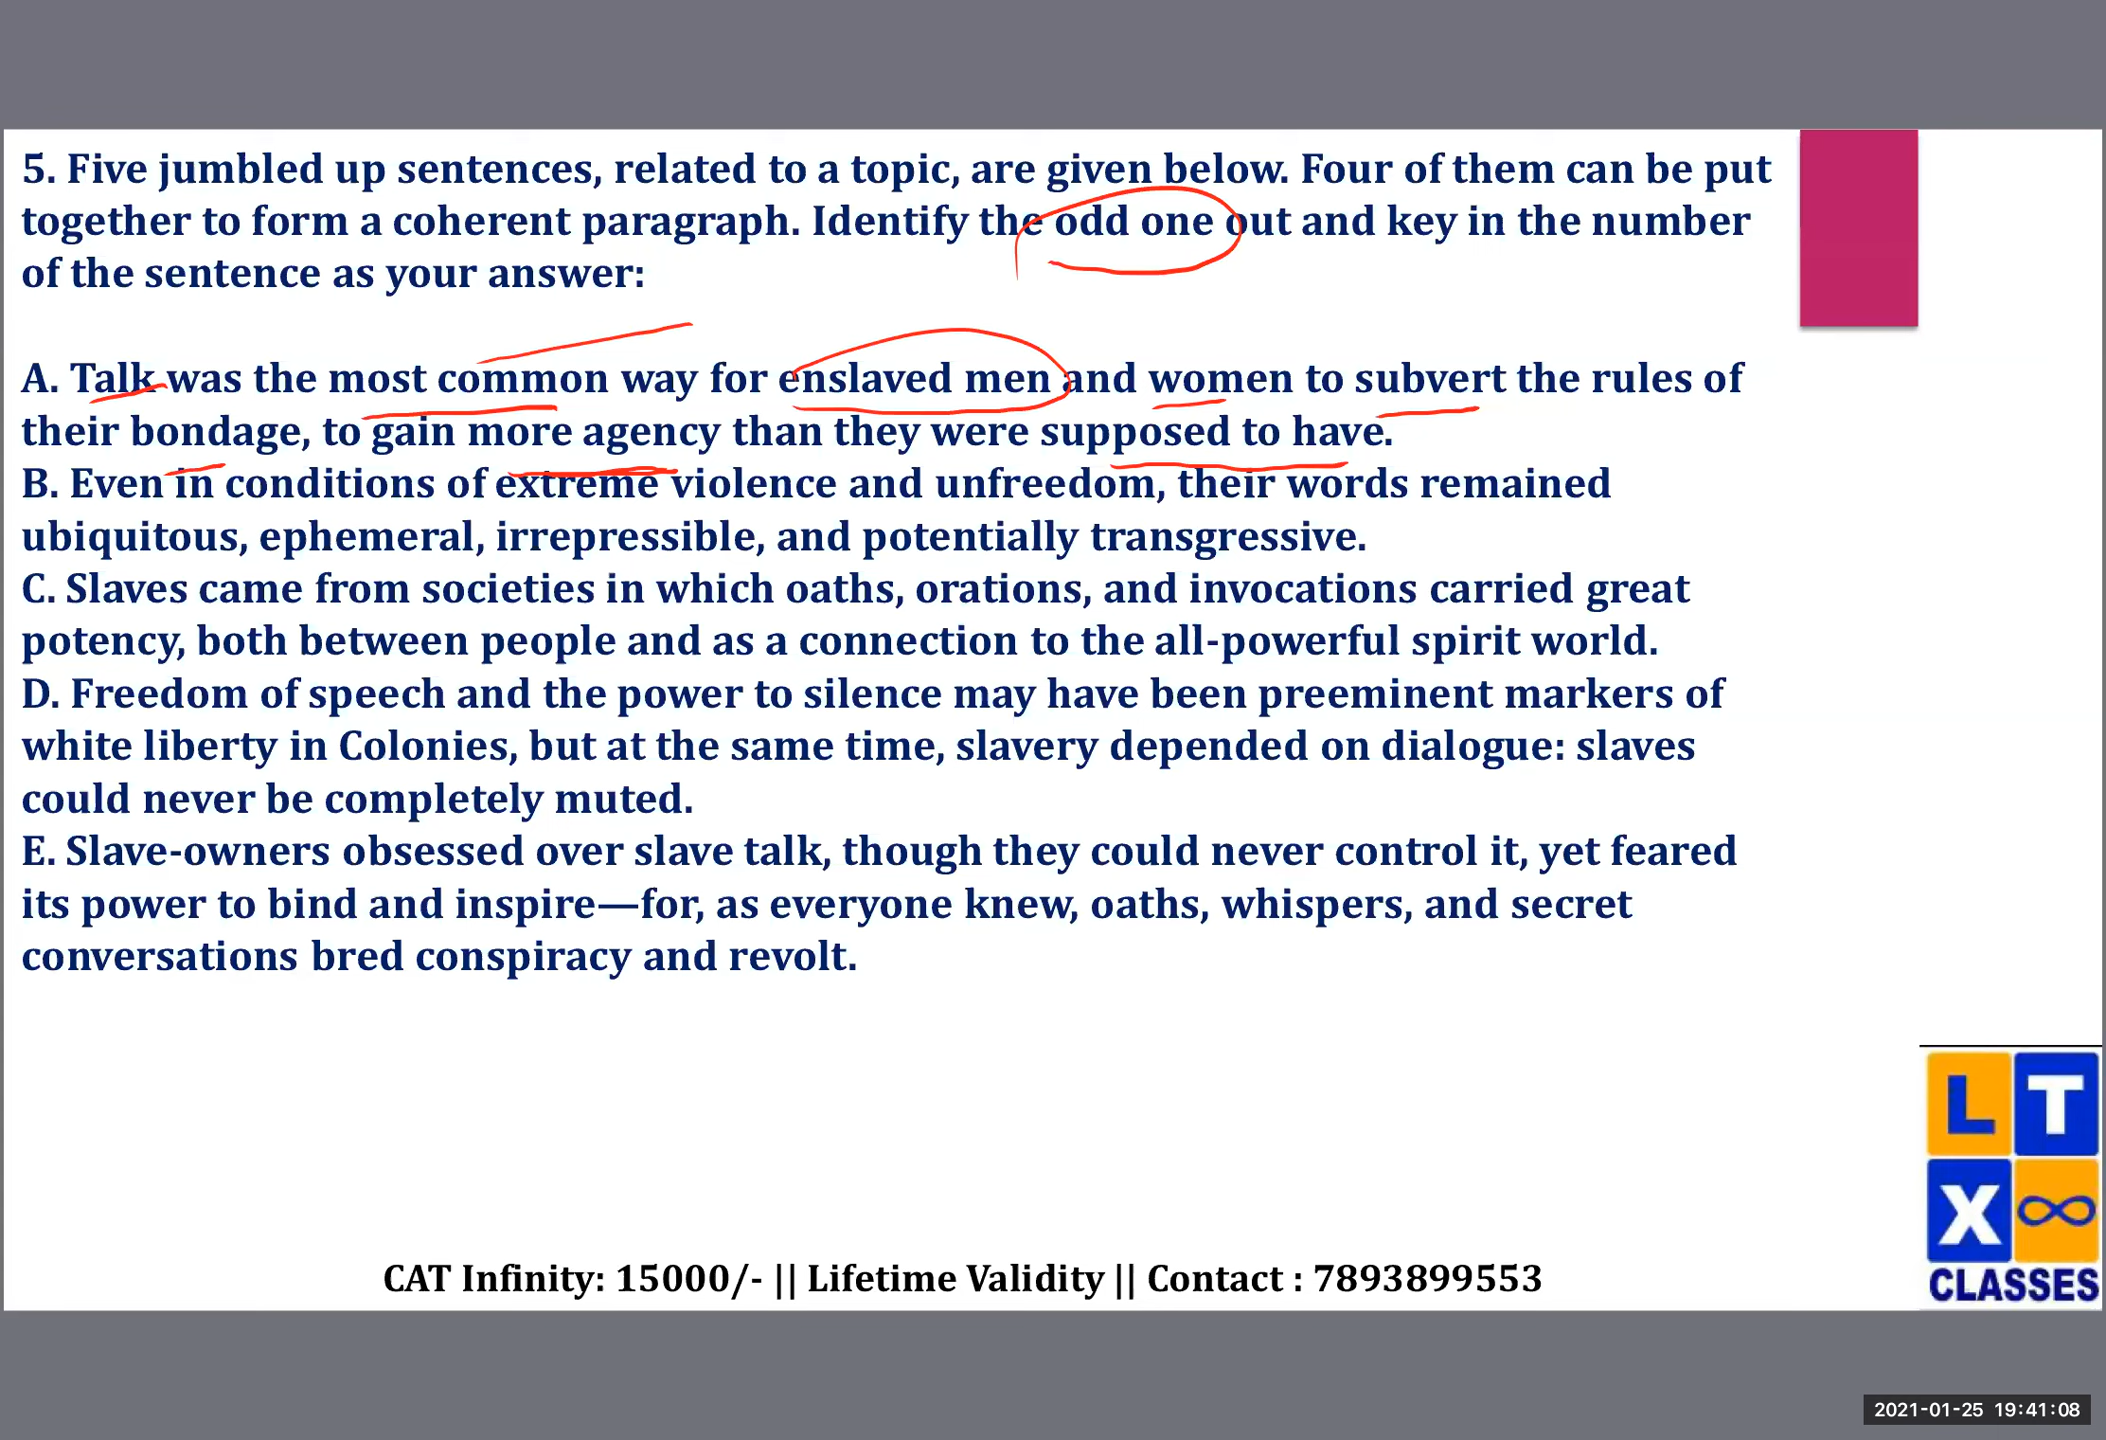 5. Five jumbled up sentences, related to a topic, are given below. Four of them can be put
together to form a coherent paragraph. Identify the odd one out and key in the number
of the sentence as your answer:
A. Talk was the most common way for enslaved men and women to subvert the rules of
their bondage, to gain more agency than they were supposed to have.
B. Even in conditions of extreme violence and unfreedom, their words remained
ubiquitous, ephemeral, irrepressible, and potentially transgressive.
C. Slaves came from societies in which oaths, orations, and invocations carried great
potency, both between people and as a connection to the all-powerful spirit world.
D. Freedom of speech and the power to silence may have been preeminent markers of
white liberty in Colonies, but at the same time, slavery depended on dialogue: slaves
could never be completely muted.
E. Slave-owners obsessed over slave talk, though they could never control it, yet feared
its power to bind and inspire—for, as everyone knew, oaths, whispers, and secret
conversations bred conspiracy and revolt.
L T
X ∞
CLASSES
CAT Infinity: 15000/- || Lifetime Validity || Contact : 7893899553
2021-01-25 19:41:08